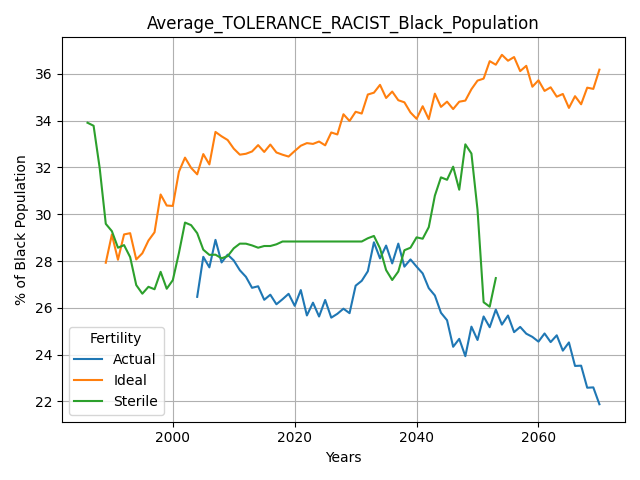 Average_TOLERANCE_RACIST_Black_Population
% of Black Population
36
34
32
30
28
26
24
22
Fertility
Actual
Ideal
Sterile
2000
2020
2040
2060
Years